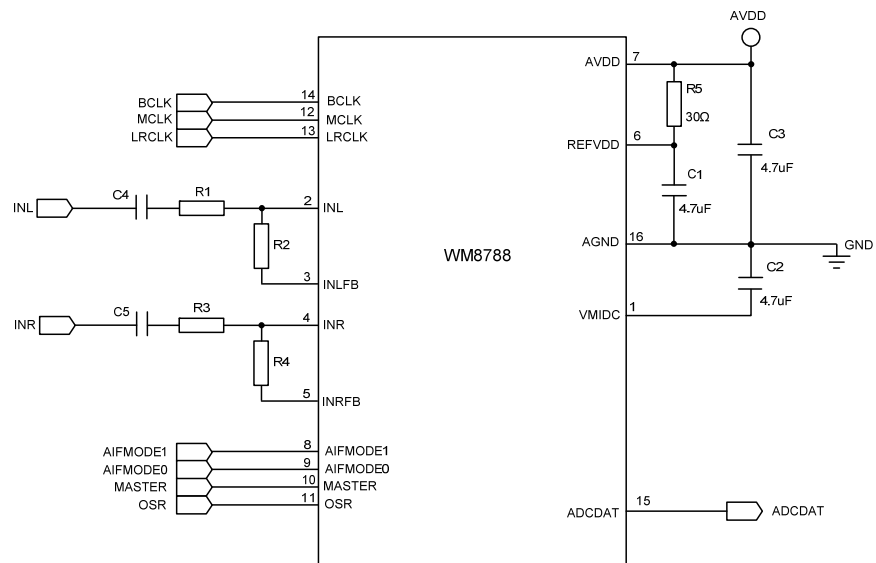 AVDD
AVDD 7
R5
30Ω
BCLK 14 BCLK
MCLK 12 MCLK
LRCLK 13 LRCLK
REFVDD 6
C3
4.7uF
C1
4.7uF
C4 R1
INL 2 INL
R2
3 INLFB
WM8788
AGND 16
GND
C2
4.7uF
VMIDC 1
C5 R3
INR 4 INR
R4
5 INRFB
AIFMODE1 8 AIFMODE1
AIFMODE0 9 AIFMODE0
MASTER 10 MASTER
OSR 11 OSR
ADCDAT 15 ADCDAT